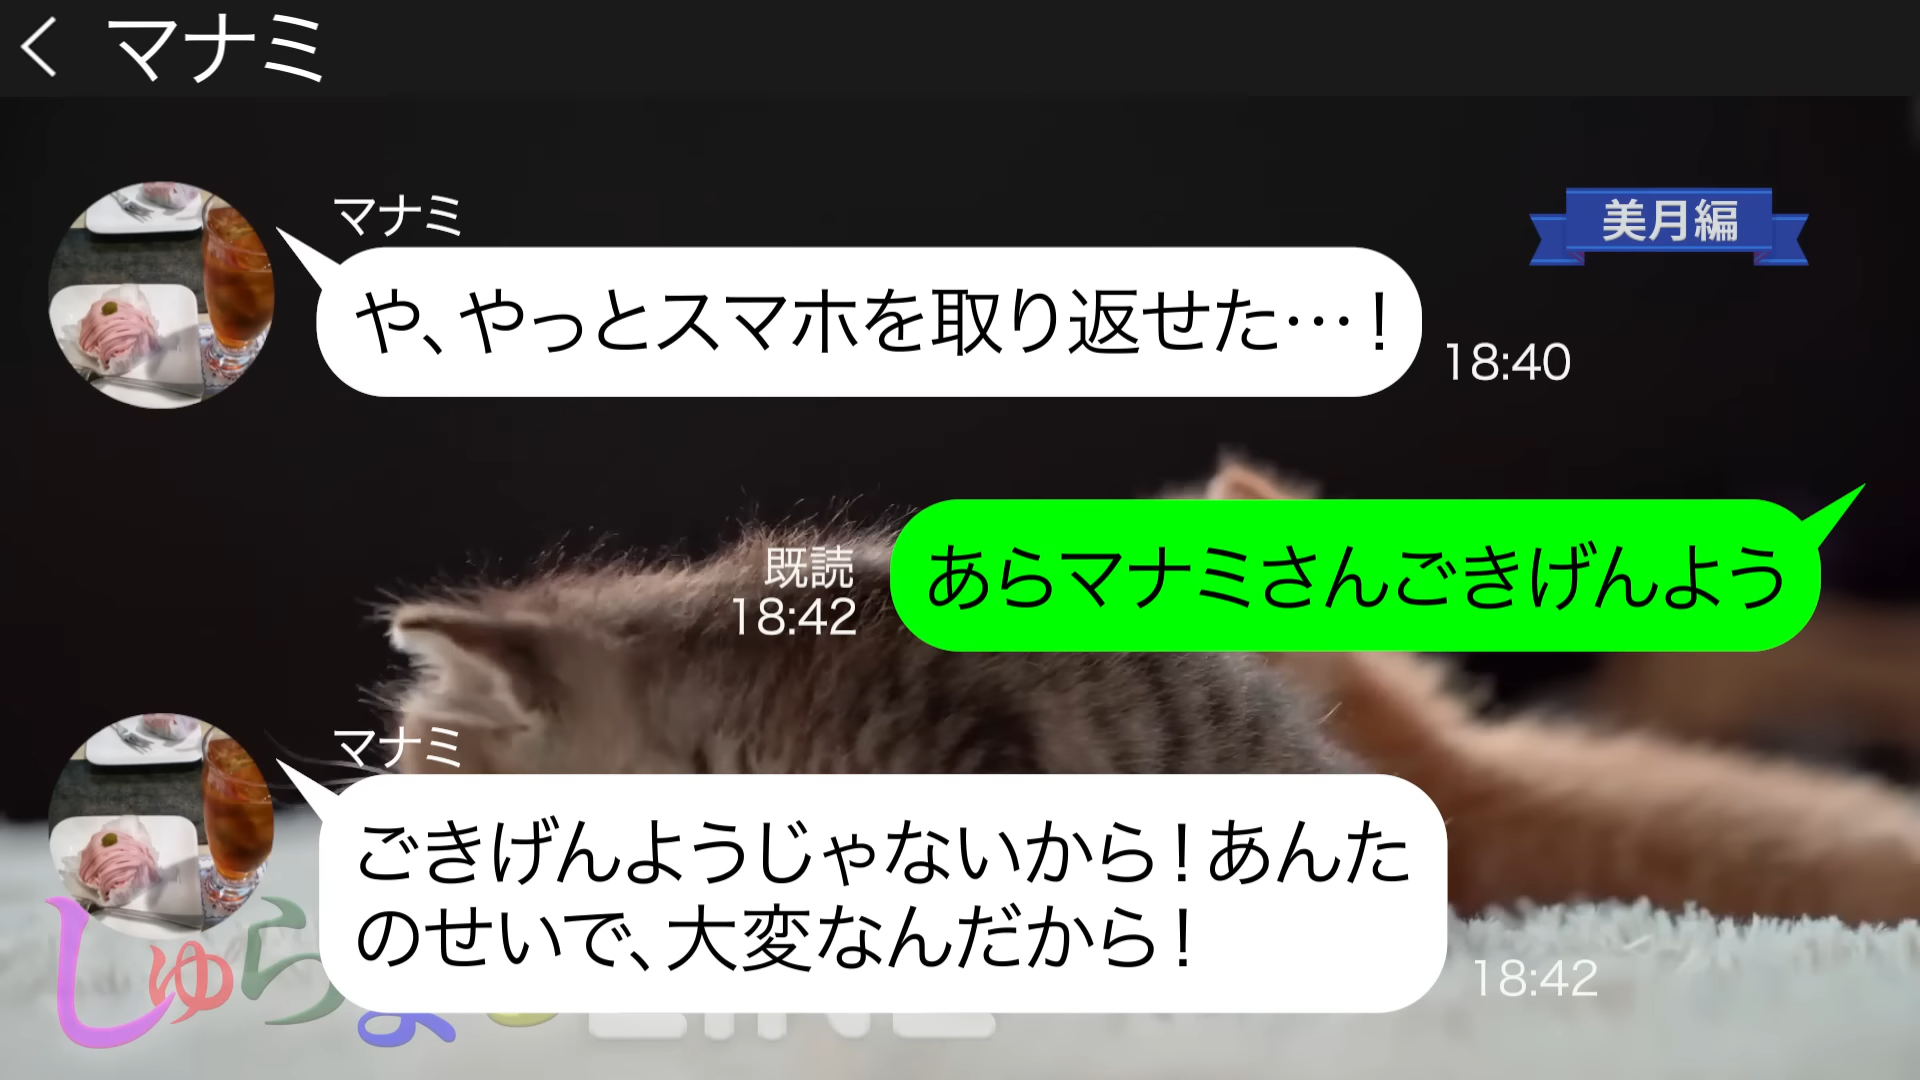 マナミ
マナミ
美月編
や、やっとスマホを取り返せた…！
18:40
あらマナミさんごきげんよう
既読
18:42
マナミ
ごきげんようじゃないから！あんた
のせいで、大変なんだから！
18:42
しゅら